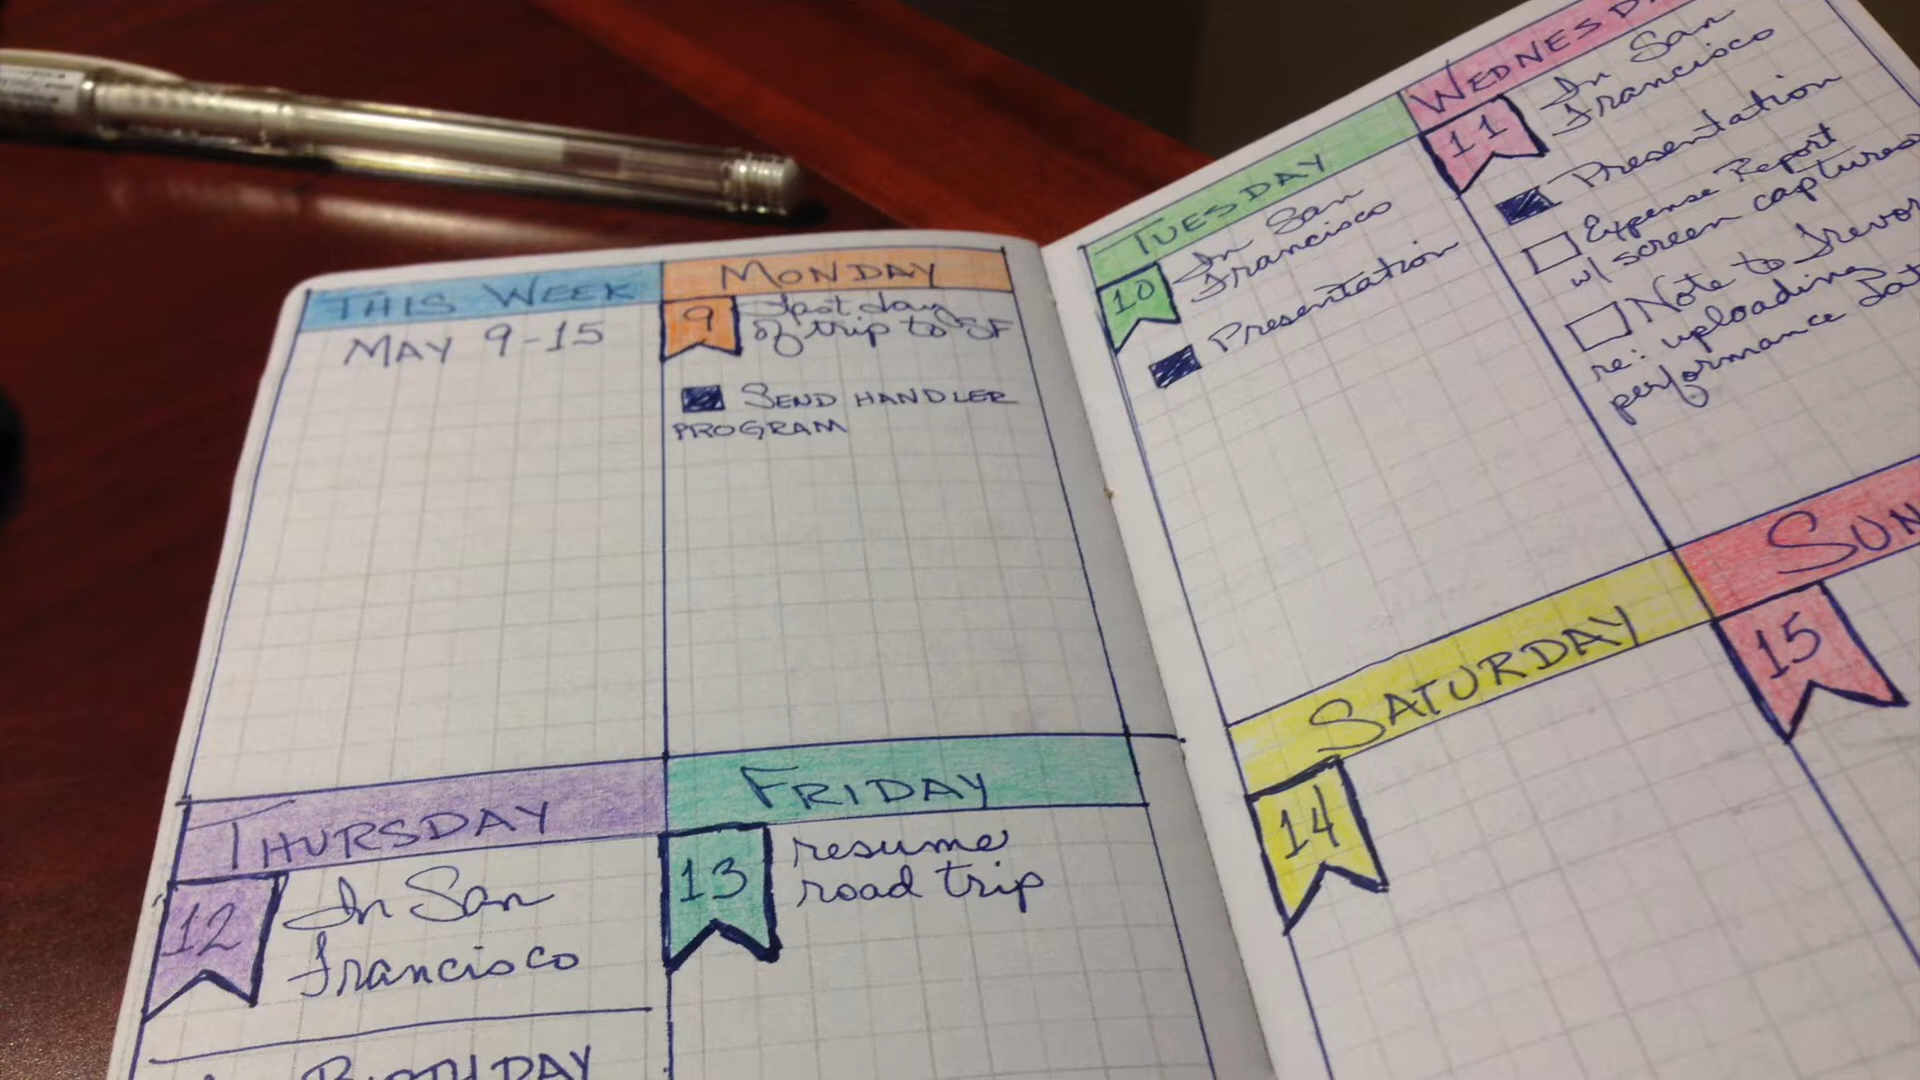 THIS WEEK
MAY 9-15
MONDAY
9
Last day
of trip to SF
SEND HANDLER
PROGRAM
TUESDAY
10
In San
Francisco
Presentation
WEDNESD
11
In San
Francisco
Presentation
Expense Report
w/ screen captures
Note to Trevor
re: uploading
performance
THURSDAY
12
In San
Francisco
BIRTHDAY
FRIDAY
13
resume
road trip
SATURDAY
14
SUN
15